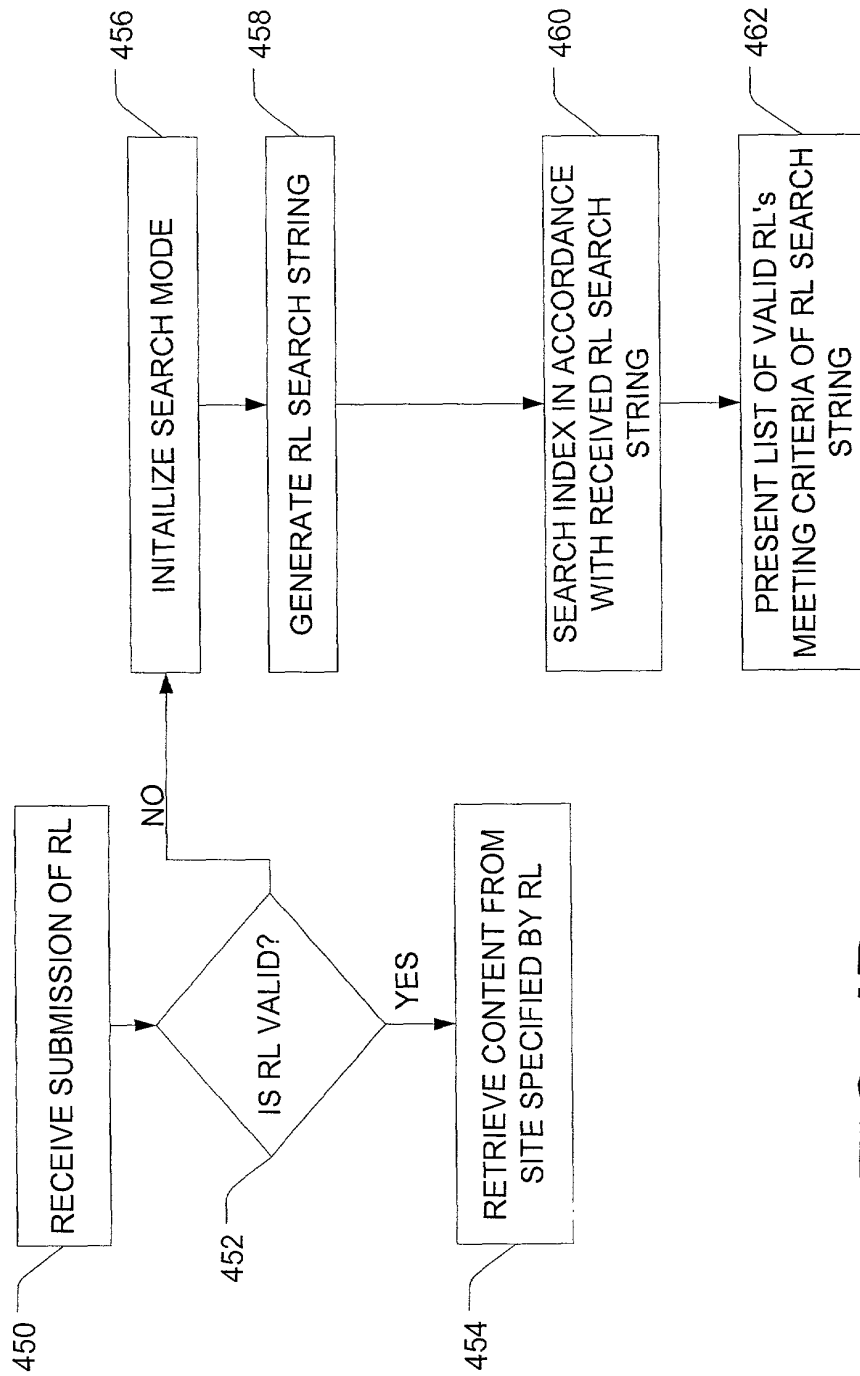 450
RECEIVE SUBMISSION OF RL
452
IS RL VALID?
NO
YES
454
RETRIEVE CONTENT FROM
SITE SPECIFIED BY RL
456
INITAILIZE SEARCH MODE
458
GENERATE RL SEARCH STRING
460
SEARCH INDEX IN ACCORDANCE
WITH RECEIVED RL SEARCH
STRING
462
PRESENT LIST OF VALID RL's
MEETING CRITERIA OF RL SEARCH
STRING